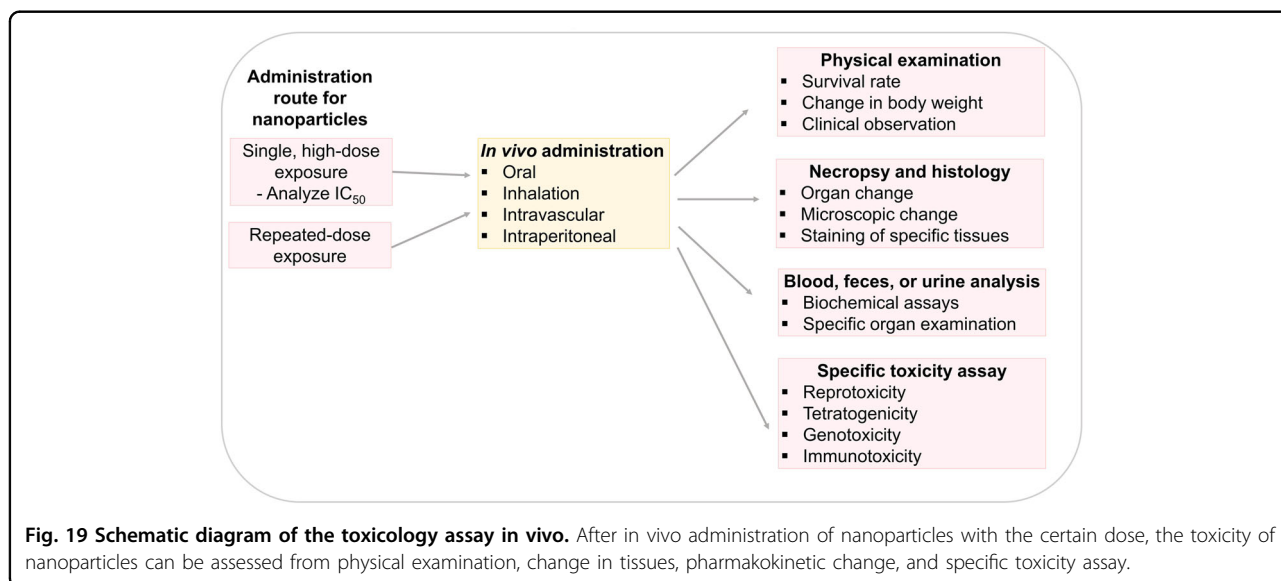 Administration
route for
nanoparticles
Single, high-dose
exposure
- Analyze IC₅₀
Repeated-dose
exposure
In vivo administration
▪ Oral
▪ Inhalation
▪ Intravascular
▪ Intraperitoneal
Physical examination
▪ Survival rate
▪ Change in body weight
▪ Clinical observation
Necropsy and histology
▪ Organ change
▪ Microscopic change
▪ Staining of specific tissues
Blood, feces, or urine analysis
▪ Biochemical assays
▪ Specific organ examination
Specific toxicity assay
▪ Reprotoxicity
▪ Tetratogenicity
▪ Genotoxicity
▪ Immunotoxicity
Fig. 19 Schematic diagram of the toxicology assay in vivo. After in vivo administration of nanoparticles with the certain dose, the toxicity of
nanoparticles can be assessed from physical examination, change in tissues, pharmakokinetic change, and specific toxicity assay.